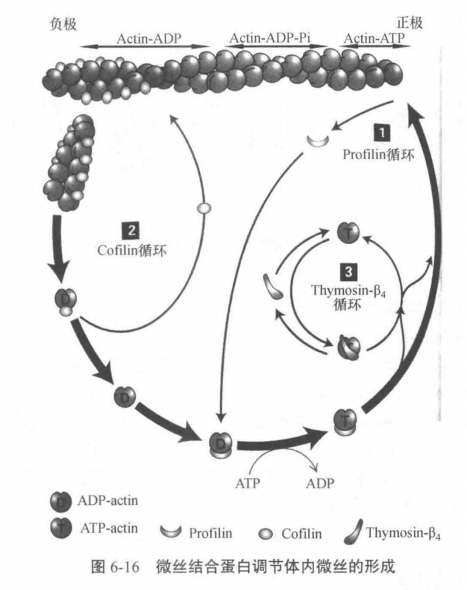 负极 正极
Actin-ADP Actin-ADP-Pi Actin-ATP
1
Profilin循环
2
Cofilin循环
T
3
Thymosin-β4
循环
D
D
D
T
ATP ADP
D ADP-actin
T ATP-actin Profilin Cofilin Thymosin-β4
图 6-16 微丝结合蛋白调节体内微丝的形成